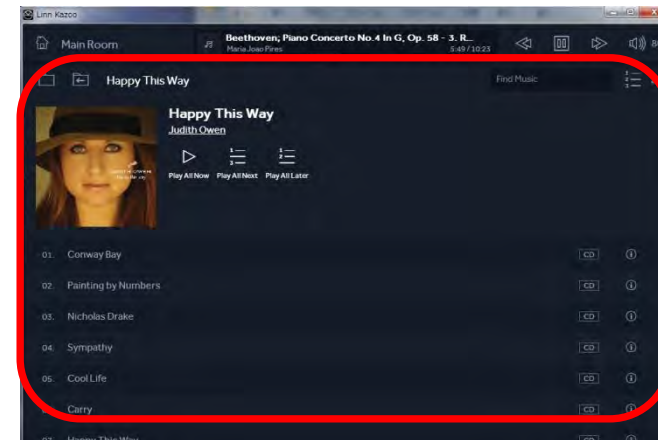 Linn Kazoo
Main Room
Beethoven; Piano Concerto No.4 In G, Op. 58 - 3. R...
Maria Joao Pires
5:49 / 10:23
Happy This Way
Find Music
Happy This Way
Judith Owen
Play All Now Play All Next Play All Later
01. Conway Bay CD
02. Painting by Numbers CD
03. Nicholas Drake CD
04. Sympathy CD
05. Cool Life CD
Carry CD
07. Happy This Way CD